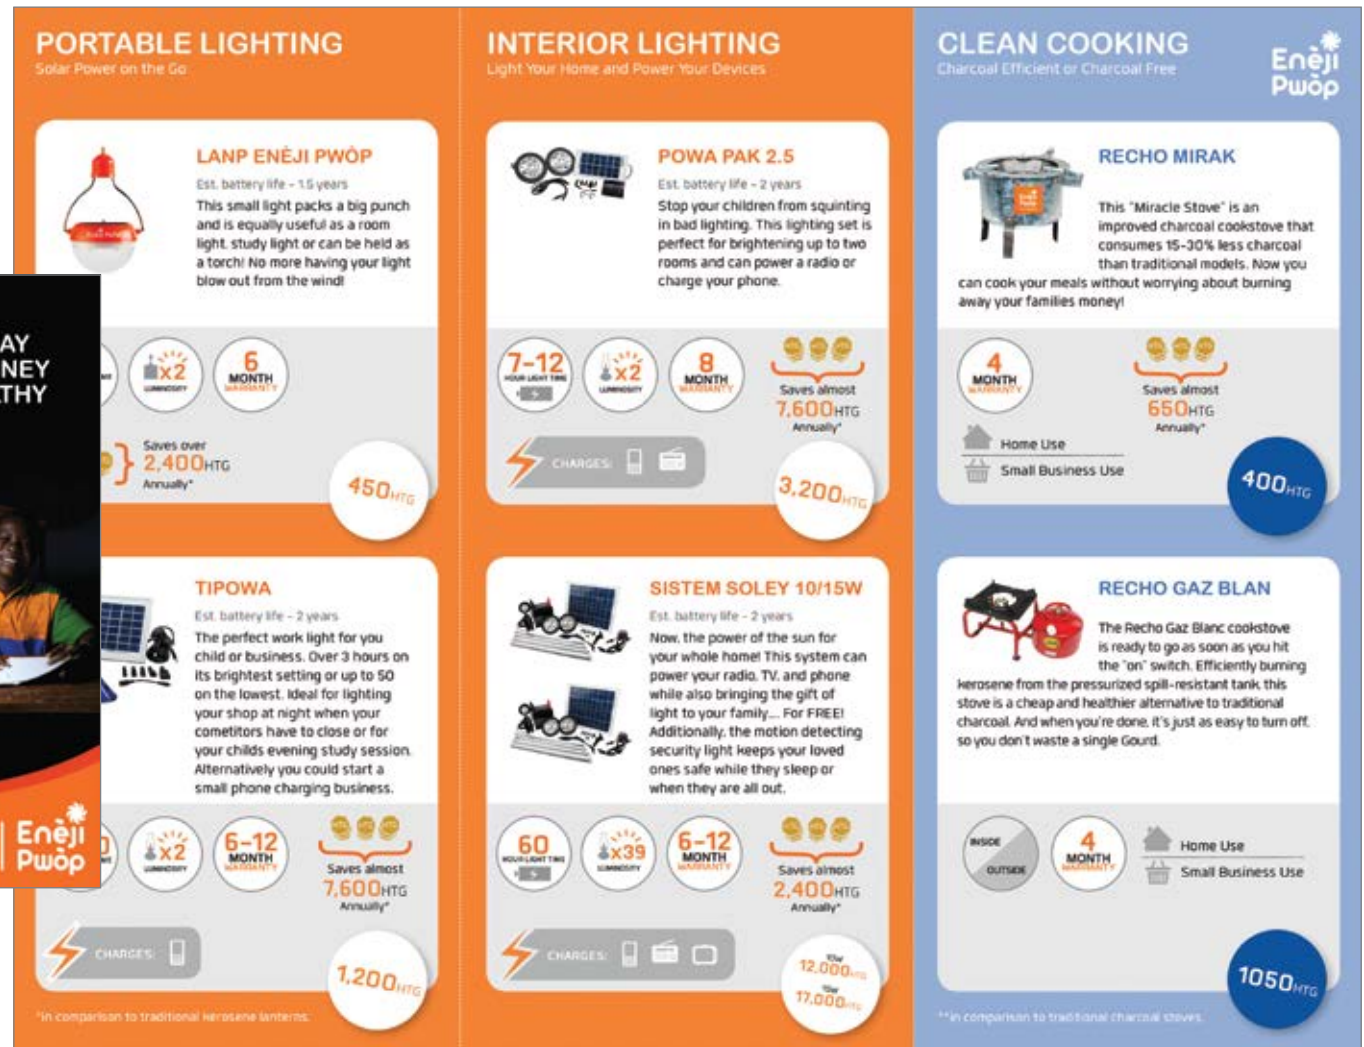 PORTABLE LIGHTING
Solar Power on the Go
LANP ENÈJI PWÒP
Est. battery life - 1.5 years
This small light packs a big punch
and is equally useful as a room
light, study light or can be held as
a torch! No more having your light
blow out from the wind!
x2
LUMINOSITY
6
MONTH
WARRANTY
Saves over
2,400HTG
Annually*
450HTG
TIPOWA
Est. battery life - 2 years
The perfect work light for you
child or business. Over 3 hours on
its brightest setting or up to 50
on the lowest. Ideal for lighting
your shop at night when your
cometitors have to close or for
your childs evening study session.
Alternatively you could start a
small phone charging business.
x2
LUMINOSITY
6-12
MONTH
WARRANTY
Saves almost
7,600HTG
Annually*
CHARGES:
1,200HTG
*In comparison to traditional kerosene lanterns.
INTERIOR LIGHTING
Light Your Home and Power Your Devices
POWA PAK 2.5
Est. battery life - 2 years
Stop your children from squinting
in bad lighting. This lighting set is
perfect for brightening up to two
rooms and can power a radio or
charge your phone.
7-12
HOUR LIGHT TIME
x2
LUMINOSITY
8
MONTH
WARRANTY
Saves almost
7,600HTG
Annually*
CHARGES:
3,200HTG
SISTEM SOLEY 10/15W
Est. battery life - 2 years
Now, the power of the sun for
your whole home! This system can
power your radio, TV, and phone
while also bringing the gift of
light to your family.... For FREE!
Additionally, the motion detecting
security light keeps your loved
ones safe while they sleep or
when they are all out.
60
HOUR LIGHT TIME
x39
LUMINOSITY
6-12
MONTH
WARRANTY
Saves almost
2,400HTG
Annually*
CHARGES:
10w
12,000HTG
15w
17,000HTG
CLEAN COOKING
Charcoal Efficient or Charcoal Free
Enèji
Pwòp
RECHO MIRAK
This "Miracle Stove" is an
improved charcoal cookstove that
consumes 15-30% less charcoal
than traditional models. Now you
can cook your meals without worrying about burning
away your families money!
4
MONTH
WARRANTY
Saves almost
650HTG
Annually*
Home Use
Small Business Use
400HTG
RECHO GAZ BLAN
The Recho Gaz Blanc cookstove
is ready to go as soon as you hit
the "on" switch. Efficiently burning
kerosene from the pressurized spill-resistant tank, this
stove is a cheap and healthier alternative to traditional
charcoal. And when you're done, it's just as easy to turn off,
so you don't waste a single Gourd.
INSIDE
OUTSIDE
4
MONTH
WARRANTY
Home Use
Small Business Use
1050HTG
**In comparison to traditional charcoal stoves.
AY
NEY
THY
Enèji
Pwòp